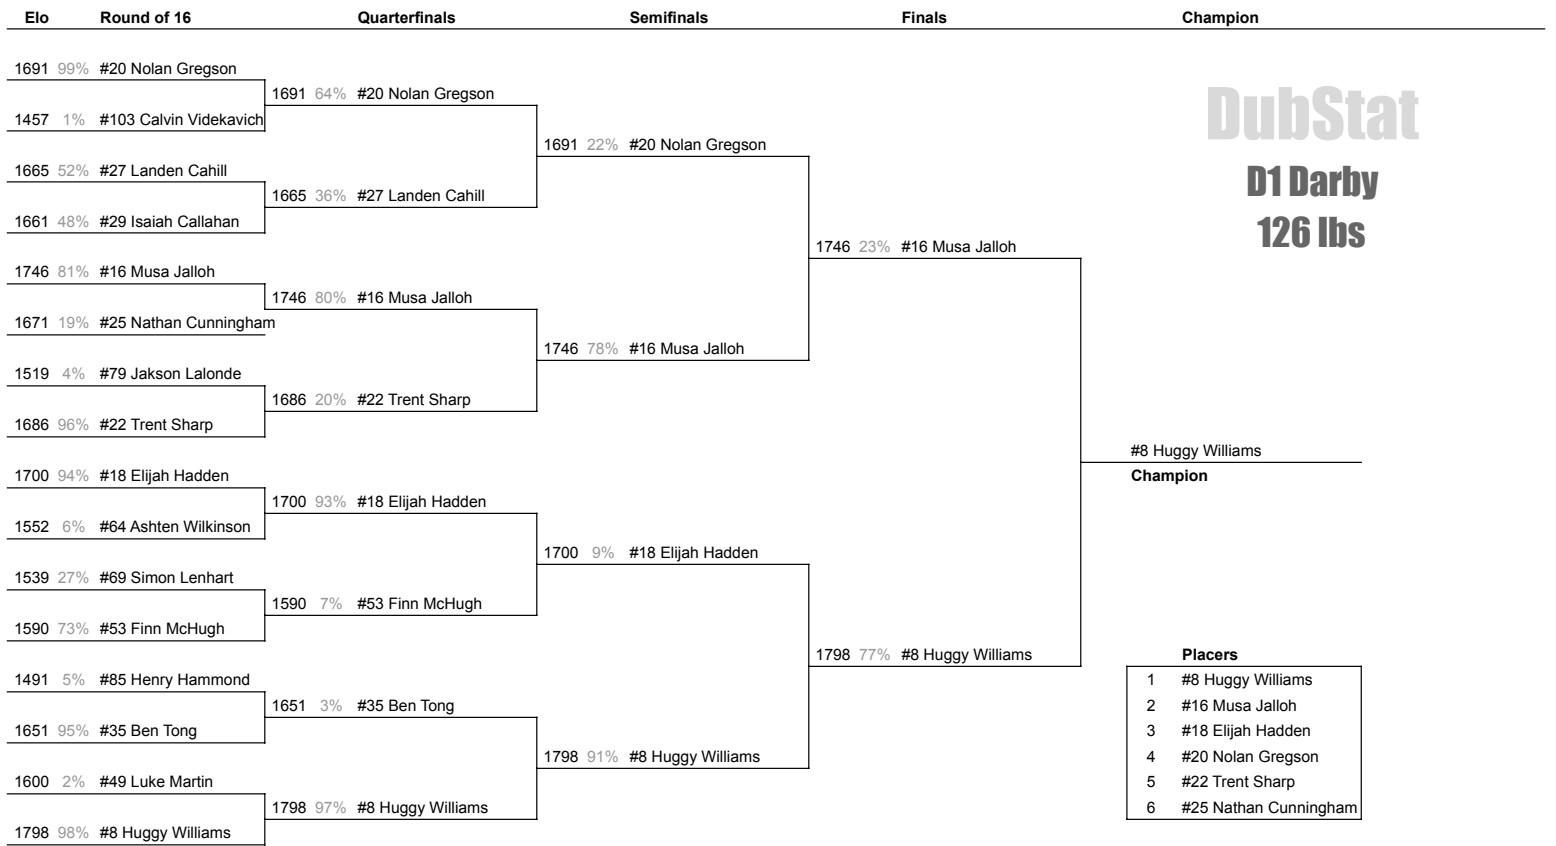 Elo Round of 16 Quarterfinals Semifinals Finals Champion
1691 99% #20 Nolan Gregson
1691 64% #20 Nolan Gregson
DubStat
1457 1% #103 Calvin Videkavich
1691 22% #20 Nolan Gregson
1665 52% #27 Landen Cahill
D1 Darby
1665 36% #27 Landen Cahill
1661 48% #29 Isaiah Callahan
126 lbs
1746 23% #16 Musa Jalloh
1746 81% #16 Musa Jalloh
1746 80% #16 Musa Jalloh
1671 19% #25 Nathan Cunningham
1746 78% #16 Musa Jalloh
1519 4% #79 Jakson Lalonde
1686 20% #22 Trent Sharp
1686 96% #22 Trent Sharp
#8 Huggy Williams
1700 94% #18 Elijah Hadden
Champion
1700 93% #18 Elijah Hadden
1552 6% #64 Ashten Wilkinson
1700 9% #18 Elijah Hadden
1539 27% #69 Simon Lenhart
1590 7% #53 Finn McHugh
1590 73% #53 Finn McHugh
1798 77% #8 Huggy Williams
Placers
1491 5% #85 Henry Hammond
1 #8 Huggy Williams
1651 3% #35 Ben Tong
2 #16 Musa Jalloh
1651 95% #35 Ben Tong
3 #18 Elijah Hadden
1798 91% #8 Huggy Williams
4 #20 Nolan Gregson
1600 2% #49 Luke Martin
5 #22 Trent Sharp
1798 97% #8 Huggy Williams
6 #25 Nathan Cunningham
1798 98% #8 Huggy Williams